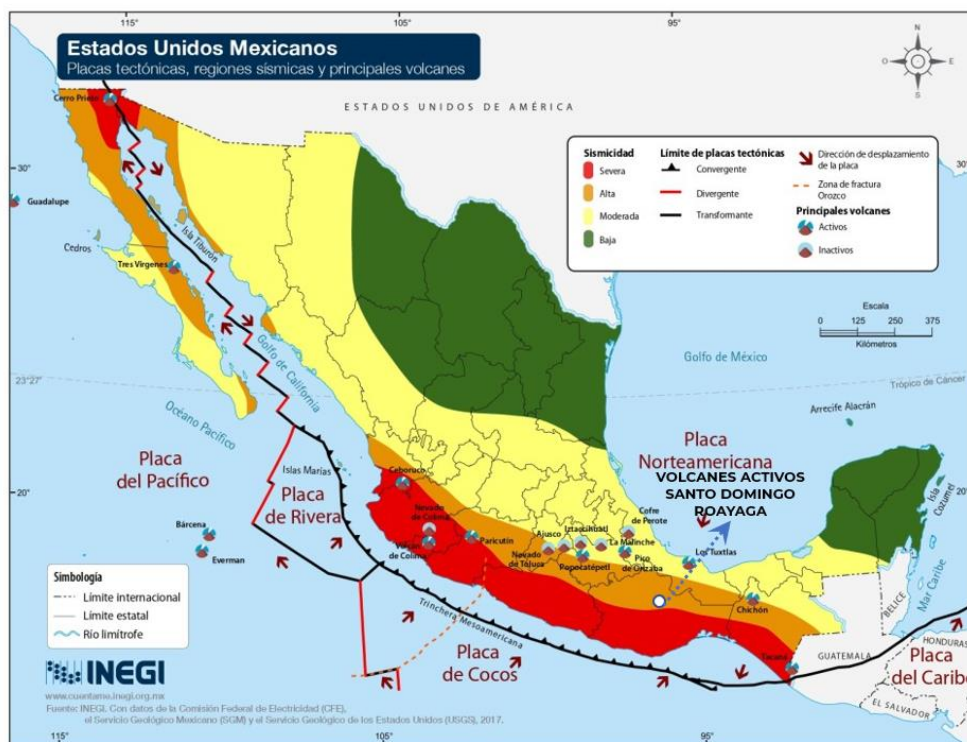 115°
105°
95°
Estados Unidos Mexicanos
Placas tectónicas, regiones sísmicas y principales volcanes
N
O
E
S
Cerro Prieto
ESTADOS UNIDOS DE AMÉRICA
Sismicidad
Severa
Alta
Moderada
Baja
Límite de placas tectónicas
Convergente
Divergente
Transformante
Dirección de desplazamiento
de la placa
Zona de fractura
Orozco
Principales volcanes
Activos
Inactivos
30°
Guadalupe
Isla Tiburón
Cedros
Tres Vírgenes
Escala
0 125 250 375
Kilómetros
Golfo de California
Golfo de México
23°27'
Trópico de Cáncer
Océano Pacífico
Arrecife Alacrán
Placa
del Pacífico
Islas Marías
Placa
de Rivera
Placa
Norteamericana
VOLCANES ACTIVOS
SANTO DOMINGO
ROAYAGA
20°
20°
Isla Cozumel
Ceboruco
Nevado
de Colima
Volcán
de Colima
Paricutín
Ajusco
Iztaccíhuatl
Cofre
de Perote
La Malinche
Nevado
de Toluca
Popocatépetl
Pico
de Orizaba
Los Tuxtlas
Chichón
Tacaná
Bárcena
Everman
Mar Caribe
BELICE
GUATEMALA
HONDURAS
EL SALVADOR
Placa
del Caribe
Trinchera Mesoamericana
Placa
de Cocos
Simbología
Límite internacional
Límite estatal
Río limítrofe
INEGI
www.cuentame.inegi.org.mx
Fuente: INEGI. Con datos de la Comisión Federal de Electricidad (CFE),
el Servicio Geológico Mexicano (SGM) y el Servicio Geológico de los Estados Unidos (USGS), 2017.
115°
105°
95°